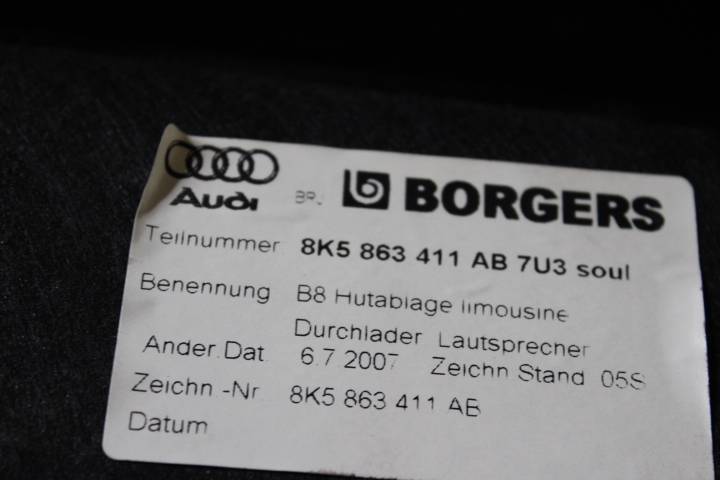 Audi BORGERS
Teilnummer 8K5 863 411 AB 7U3 soul
Benennung B8 Hutablage limousine
Durchlader Lautsprecher
Ander.Dat 6.7 2007 Zeichn Stand 05S
Zeichn -Nr 8K5 863 411 AB
Datum